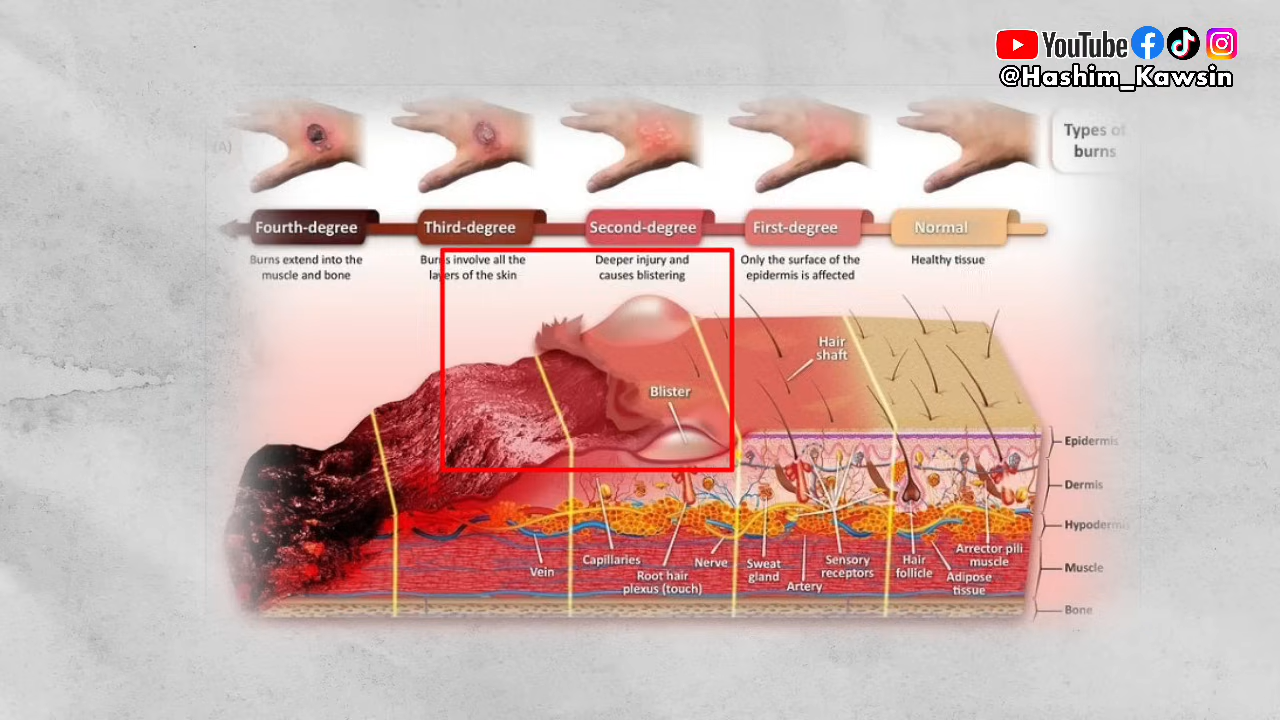 YouTube
@Hashim_Kawsin
(A)
Types of
burns
Fourth-degree
Third-degree
Second-degree
First-degree
Normal
Burns extend into the
muscle and bone
Burns involve all the
layers of the skin
Deeper injury and
causes blistering
Only the surface of the
epidermis is affected
Healthy tissue
Hair
shaft
Blister
Epidermis
Dermis
Hypodermis
Muscle
Bone
Vein
Capillaries
Root hair
plexus (touch)
Nerve
Sweat
gland
Artery
Sensory
receptors
Hair
follicle
Arrector pili
muscle
Adipose
tissue